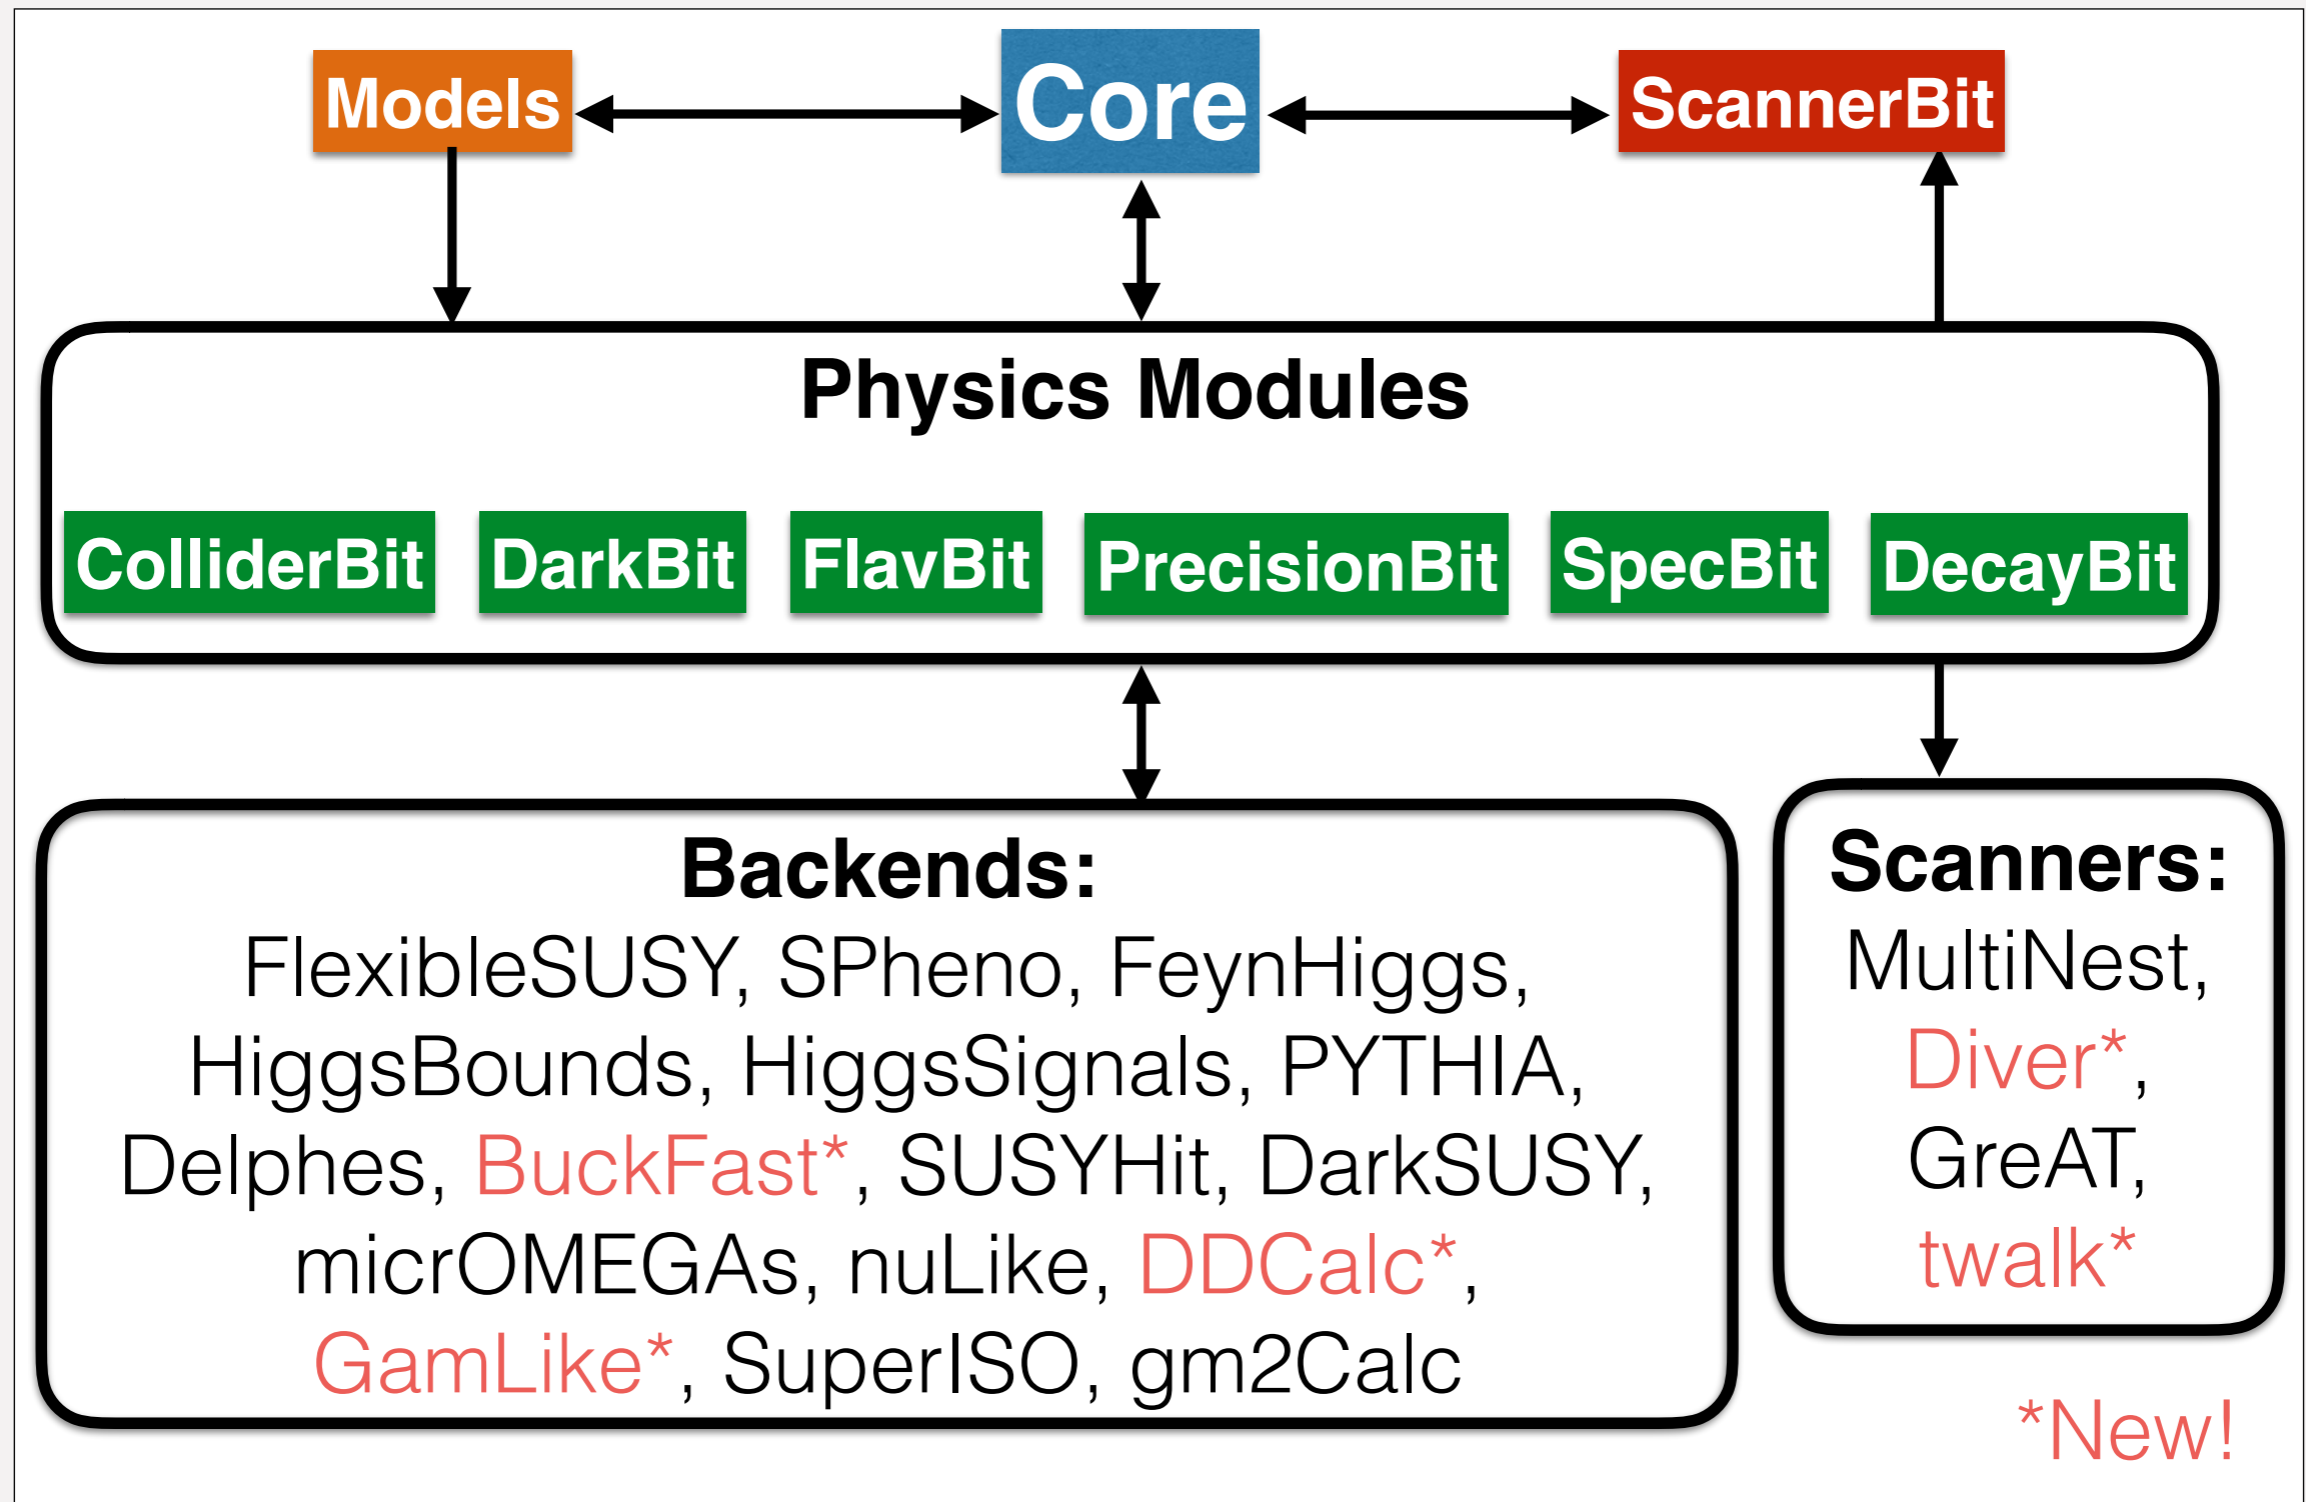 Models
Core
ScannerBit
Physics Modules
ColliderBit
DarkBit
FlavBit
PrecisionBit
SpecBit
DecayBit
Backends:
FlexibleSUSY, SPheno, FeynHiggs,
HiggsBounds, HiggsSignals, PYTHIA,
Delphes, BuckFast*, SUSYHit, DarkSUSY,
micrOMEGAs, nuLike, DDCalc*,
GamLike*, SuperISO, gm2Calc
Scanners:
MultiNest,
Diver*,
GreAT,
twalk*
*New!